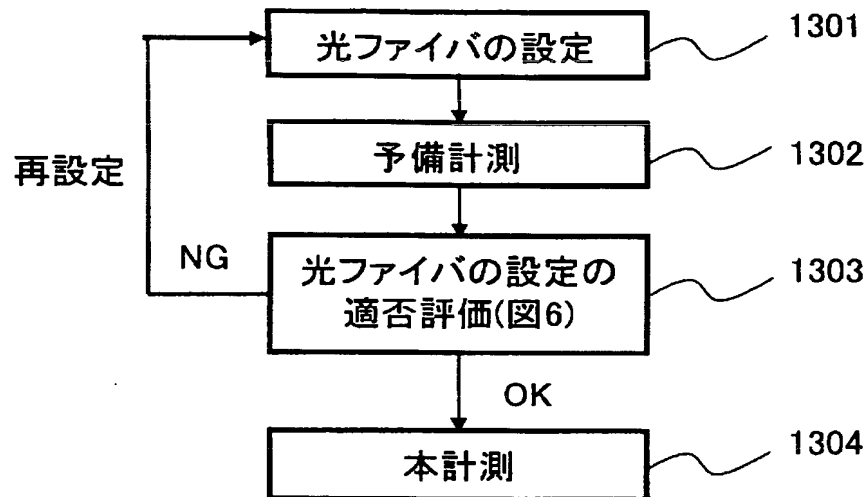 光ファイバの設定
1301
予備計測
1302
再設定
NG
光ファイバの設定の
適否評価(図6)
1303
OK
本計測
1304